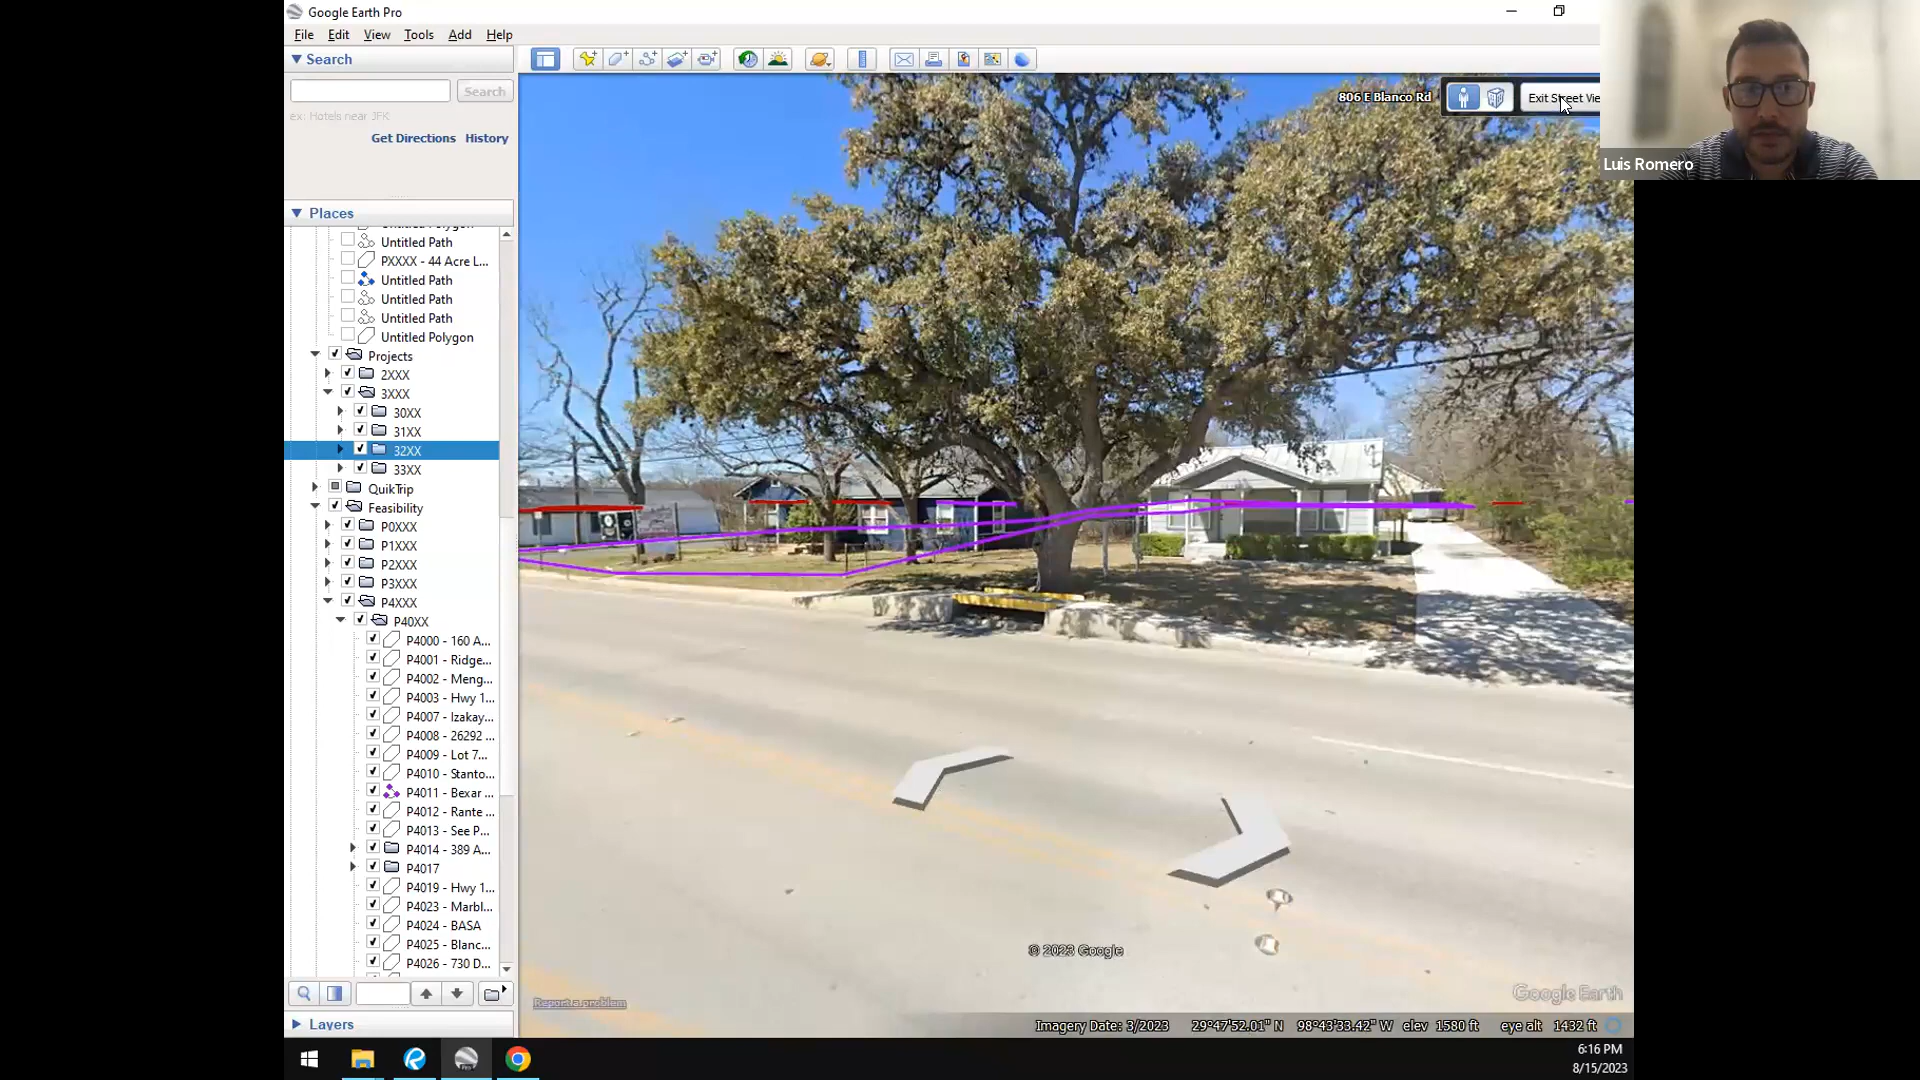 Google Earth Pro
File Edit View Tools Add Help
Search
Search
ex: Hotels near JFK
Get Directions History
Places
Untitled Polygon
Untitled Path
PXXXX - 44 Acre L...
Untitled Path
Untitled Path
Untitled Path
Untitled Polygon
Projects
2XXX
3XXX
30XX
31XX
32XX
33XX
QuikTrip
Feasibility
P0XXX
P1XXX
P2XXX
P3XXX
P4XXX
P40XX
P4000 - 160 A...
P4001 - Ridge...
P4002 - Meng...
P4003 - Hwy 1...
P4007 - Izakay...
P4008 - 26292 ...
P4009 - Lot 7...
P4010 - Stanto...
P4011 - Bexar ...
P4012 - Rante ...
P4013 - See P...
P4014 - 389 A...
P4017
P4019 - Hwy 1...
P4023 - Marbl...
P4024 - BASA
P4025 - Blanc...
P4026 - 730 D...
Layers
806 E Blanco Rd
Exit Street Vie
Luis Romero
© 2023 Google
Report a problem
Google Earth
Imagery Date: 3/2023 29°47'52.01" N 98°43'33.42" W elev 1580 ft eye alt 1432 ft
6:16 PM
8/15/2023